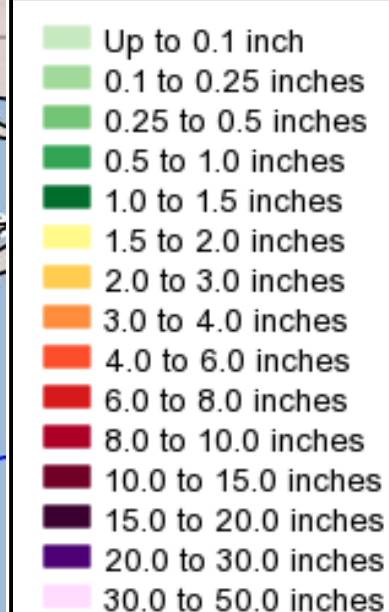 Up to 0.1 inch
0.1 to 0.25 inches
0.25 to 0.5 inches
0.5 to 1.0 inches
1.0 to 1.5 inches
1.5 to 2.0 inches
2.0 to 3.0 inches
3.0 to 4.0 inches
4.0 to 6.0 inches
6.0 to 8.0 inches
8.0 to 10.0 inches
10.0 to 15.0 inches
15.0 to 20.0 inches
20.0 to 30.0 inches
30.0 to 50.0 inches